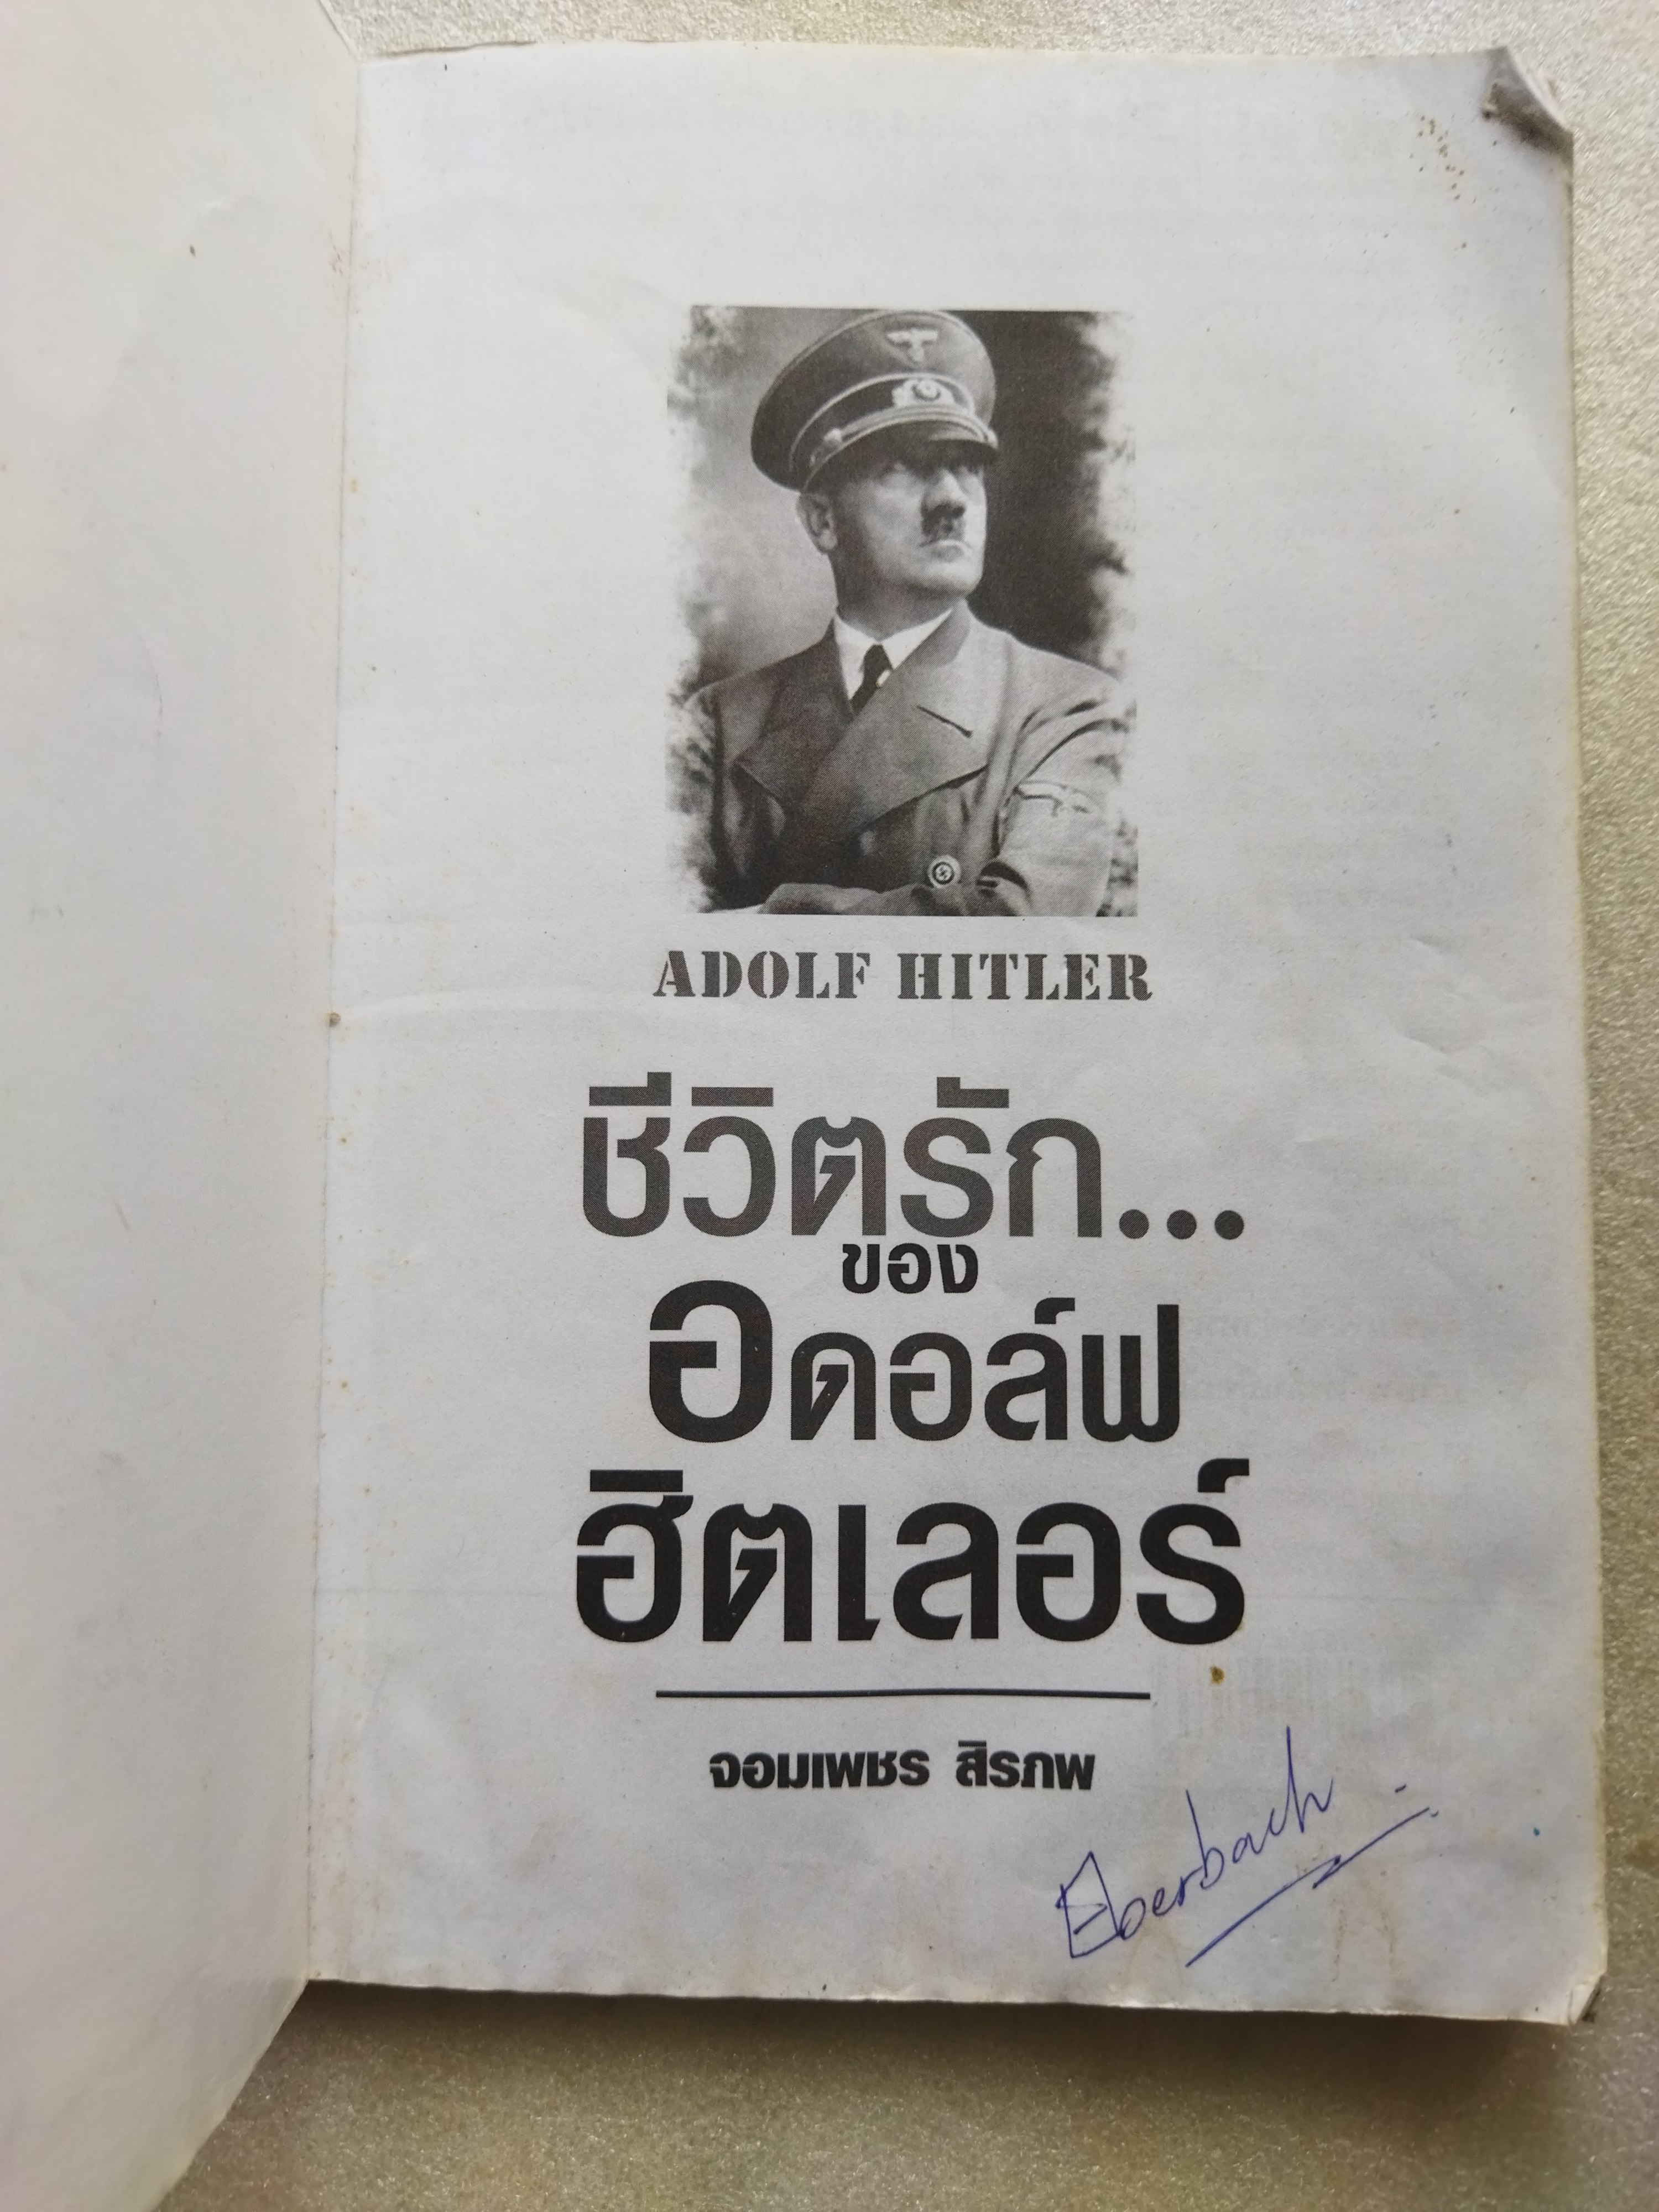 ADOLF HITLER
ชีวิตรัก...
ของ
อดอล์ฟ
ฮิตเลอร์
จอมเพชร สิรภพ
Eberbach